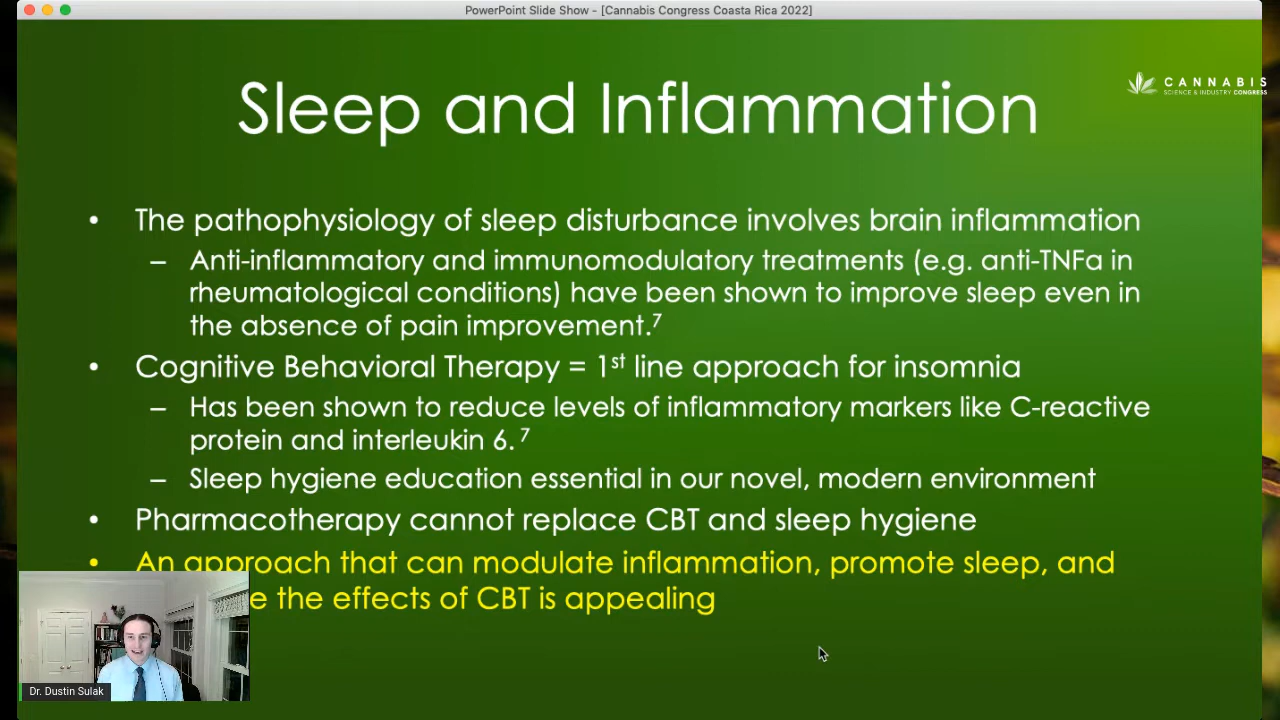 PowerPoint Slide Show - [Cannabis Congress Coasta Rica 2022]
CANNABIS
SCIENCE & INDUSTRY CONGRESS
Sleep and Inflammation
• The pathophysiology of sleep disturbance involves brain inflammation
– Anti-inflammatory and immunomodulatory treatments (e.g. anti-TNFa in
rheumatological conditions) have been shown to improve sleep even in
the absence of pain improvement.⁷
• Cognitive Behavioral Therapy = 1st line approach for insomnia
– Has been shown to reduce levels of inflammatory markers like C-reactive
protein and interleukin 6.⁷
– Sleep hygiene education essential in our novel, modern environment
• Pharmacotherapy cannot replace CBT and sleep hygiene
• An approach that can modulate inflammation, promote sleep, and
the effects of CBT is appealing
Dr. Dustin Sulak